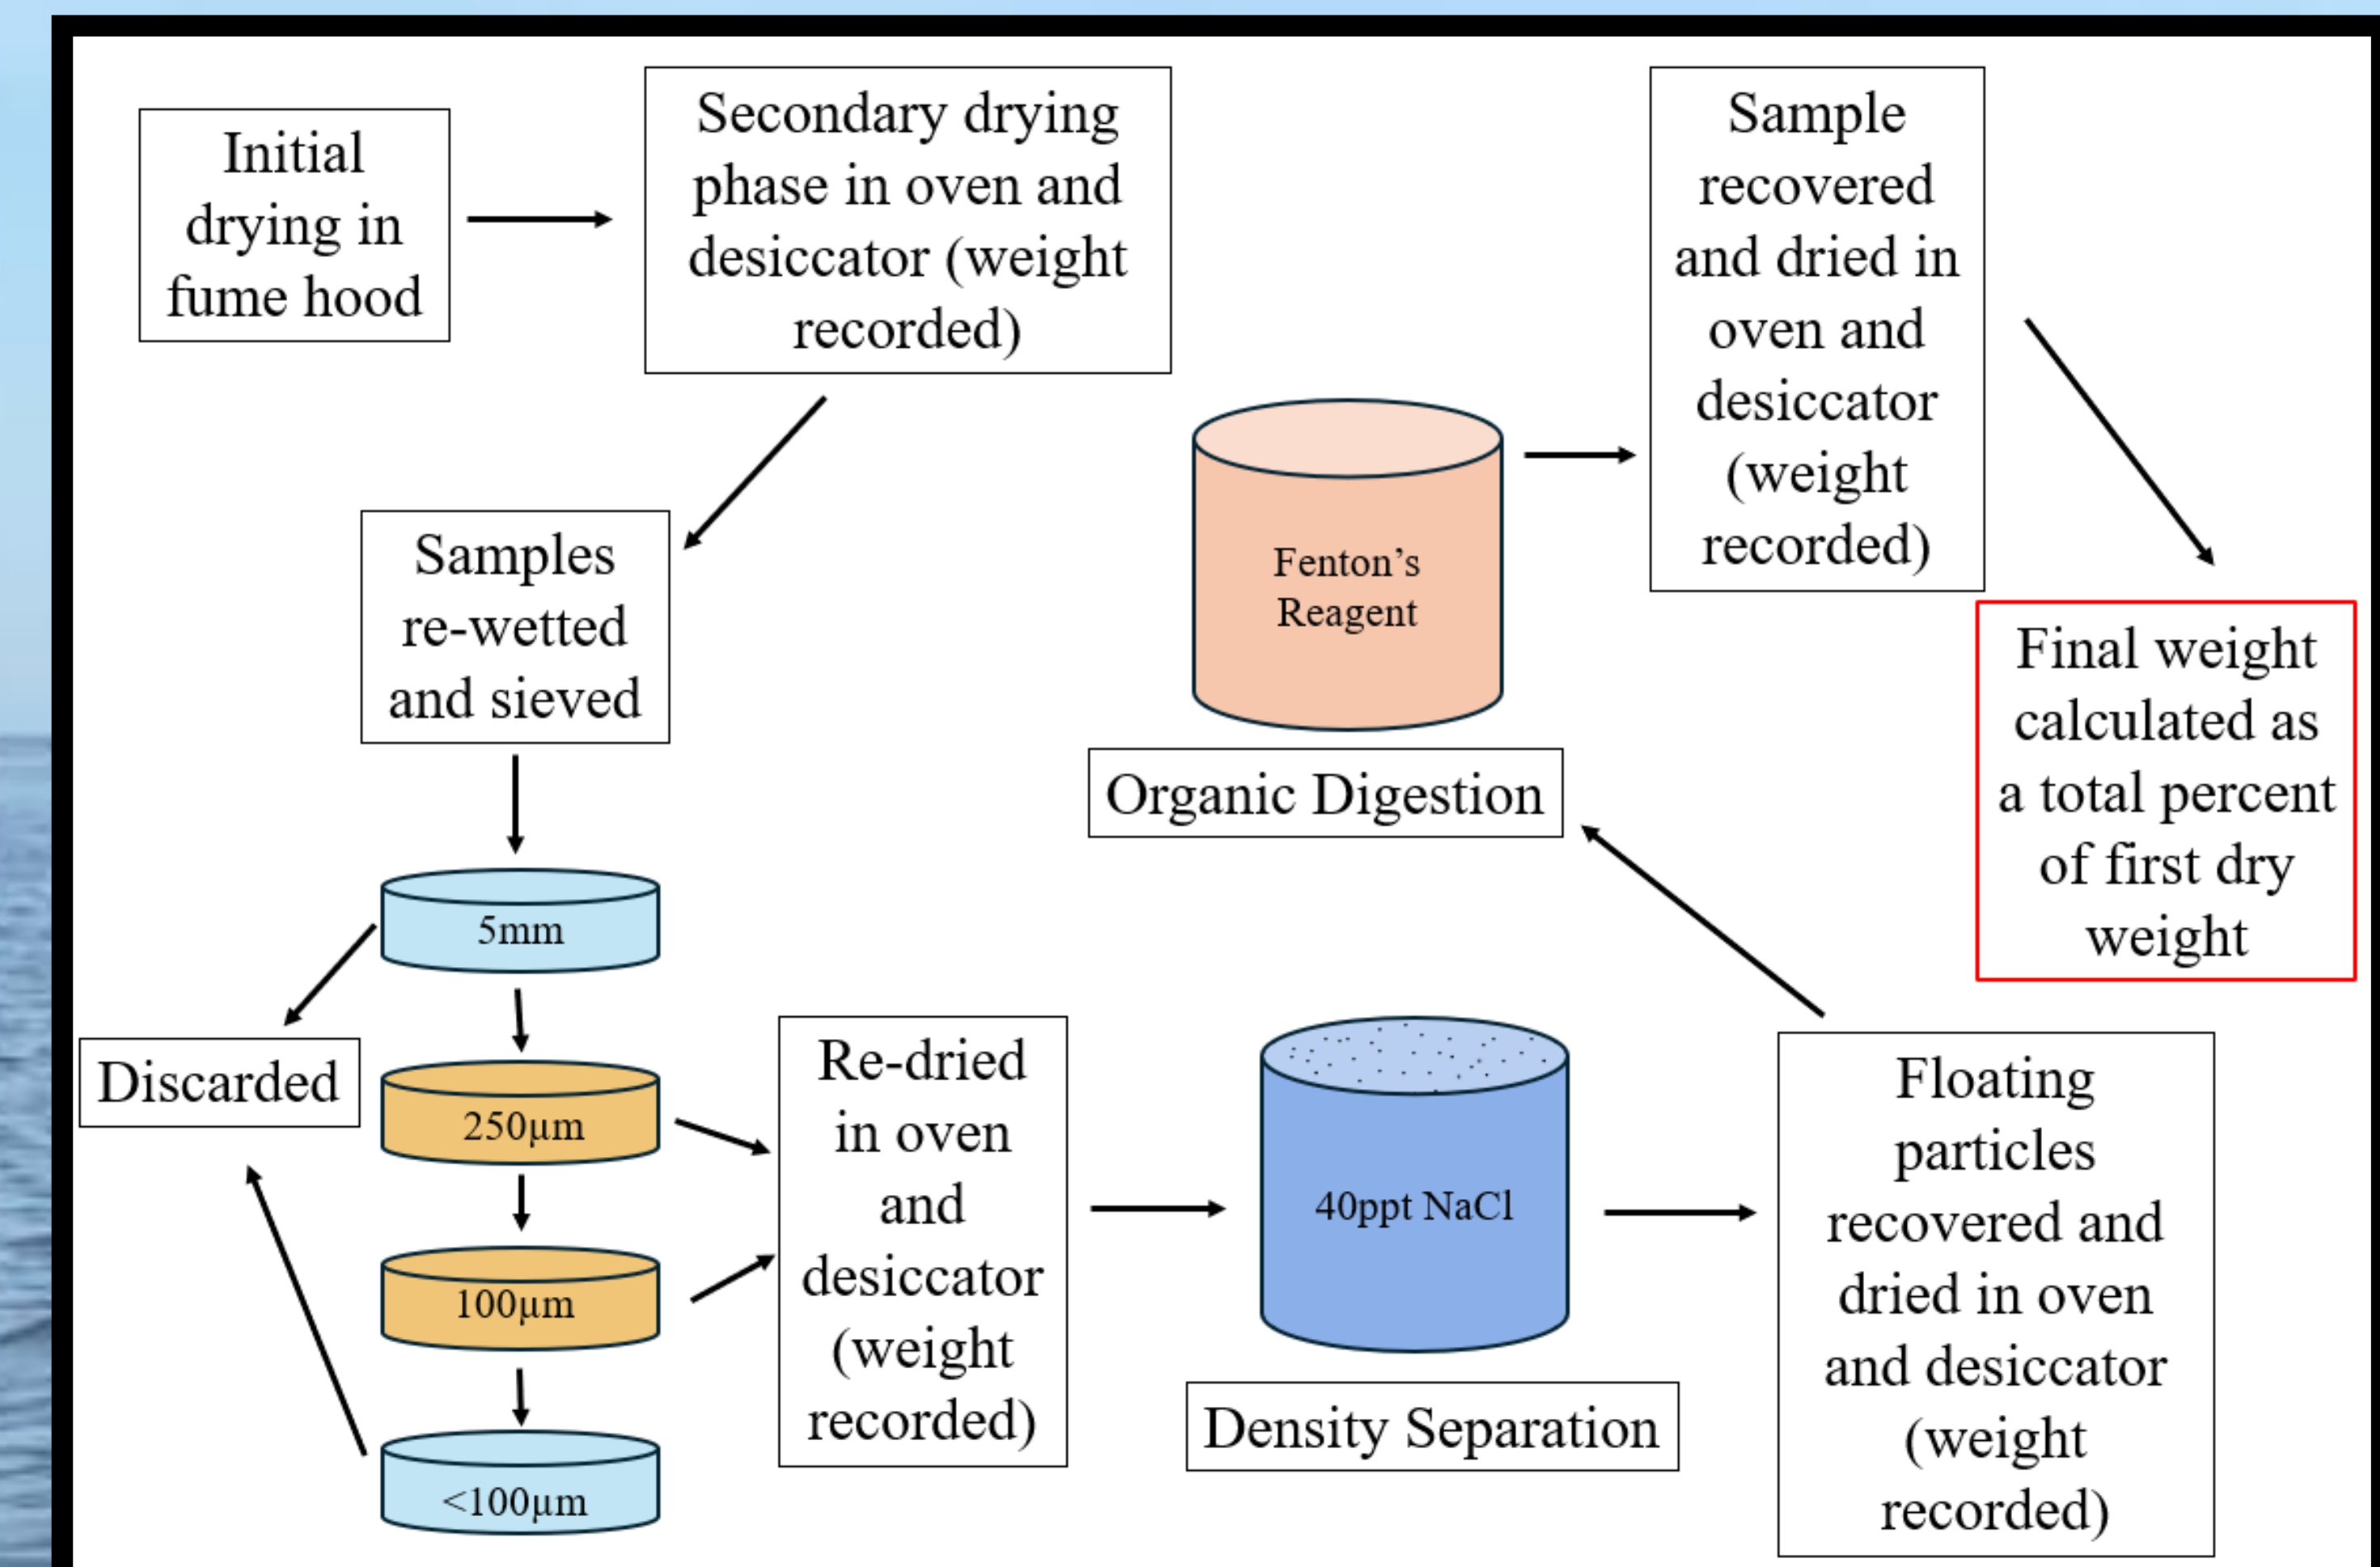 Initial
drying in
fume hood
Secondary drying
phase in oven and
desiccator (weight
recorded)
Samples
re-wetted
and sieved
5mm
Discarded
250µm
100µm
<100µm
Re-dried
in oven
and
desiccator
(weight
recorded)
40ppt NaCl
Density Separation
Floating
particles
recovered and
dried in oven
and desiccator
(weight
recorded)
Fenton’s
Reagent
Organic Digestion
Sample
recovered
and dried in
oven and
desiccator
(weight
recorded)
Final weight
calculated as
a total percent
of first dry
weight